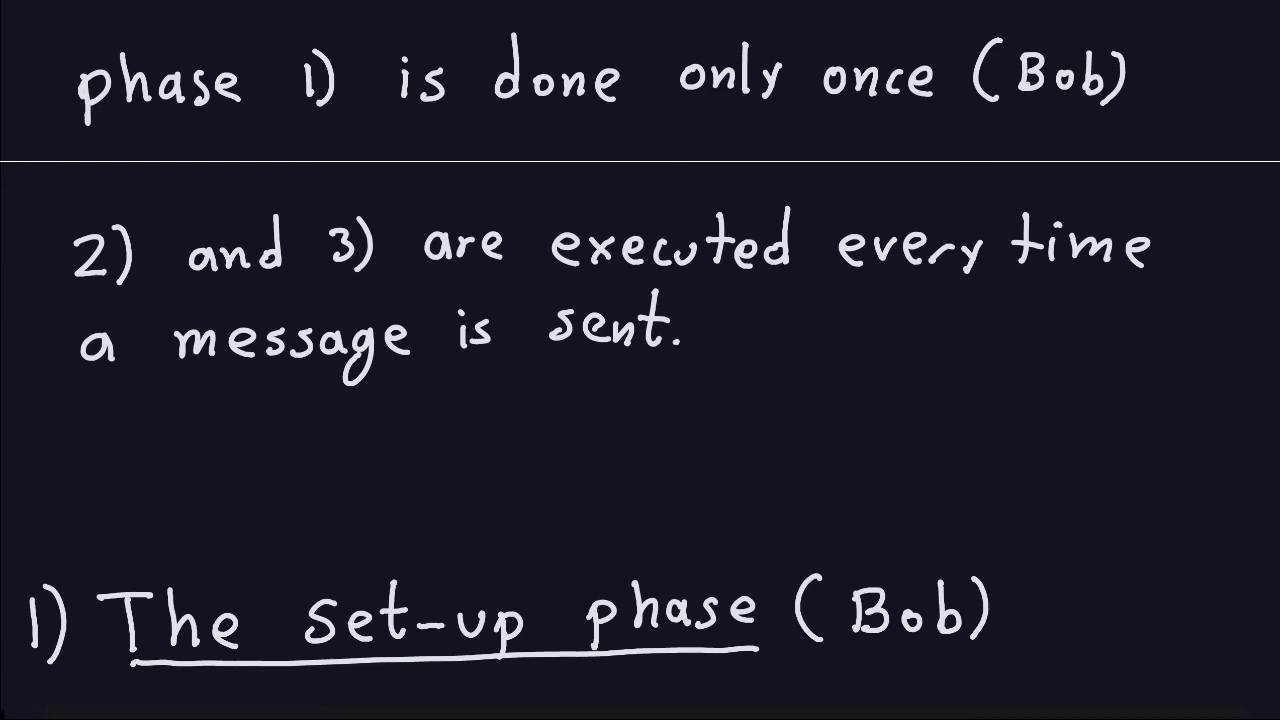 phase 1) is done only once (Bob)
2) and 3) are executed every time
a message is sent.
1) The set-up phase (Bob)